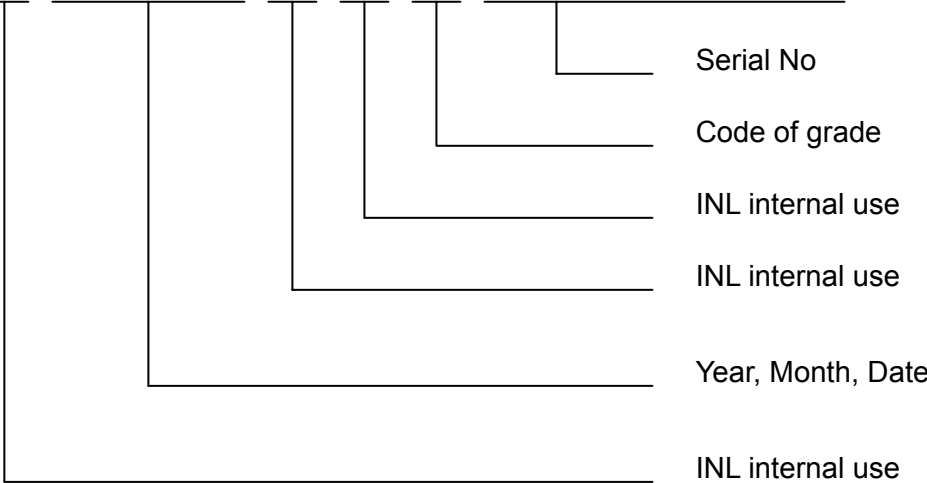 Serial No
Code of grade
INL internal use
INL internal use
Year, Month, Date
INL internal use